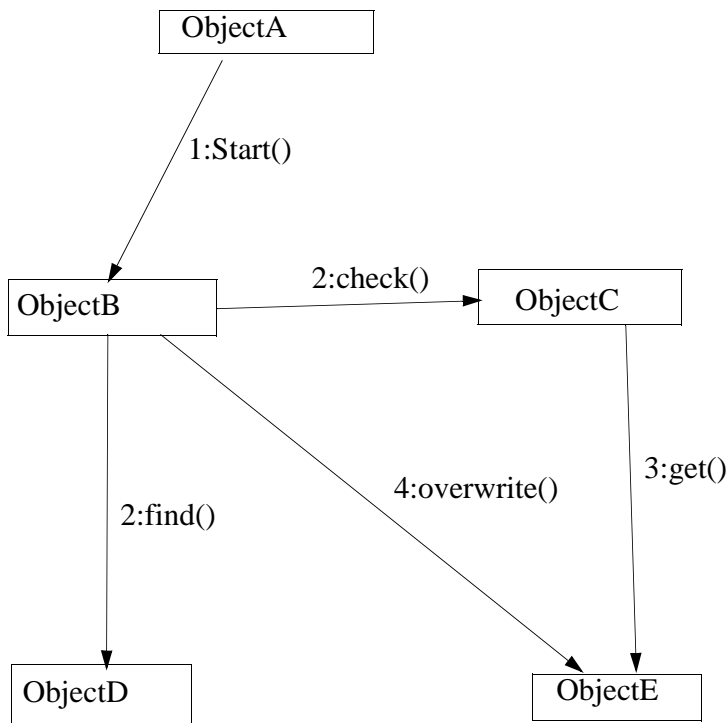 ObjectA
1:Start()
2:check()
ObjectB
ObjectC
3:get()
4:overwrite()
2:find()
ObjectD
ObjectE